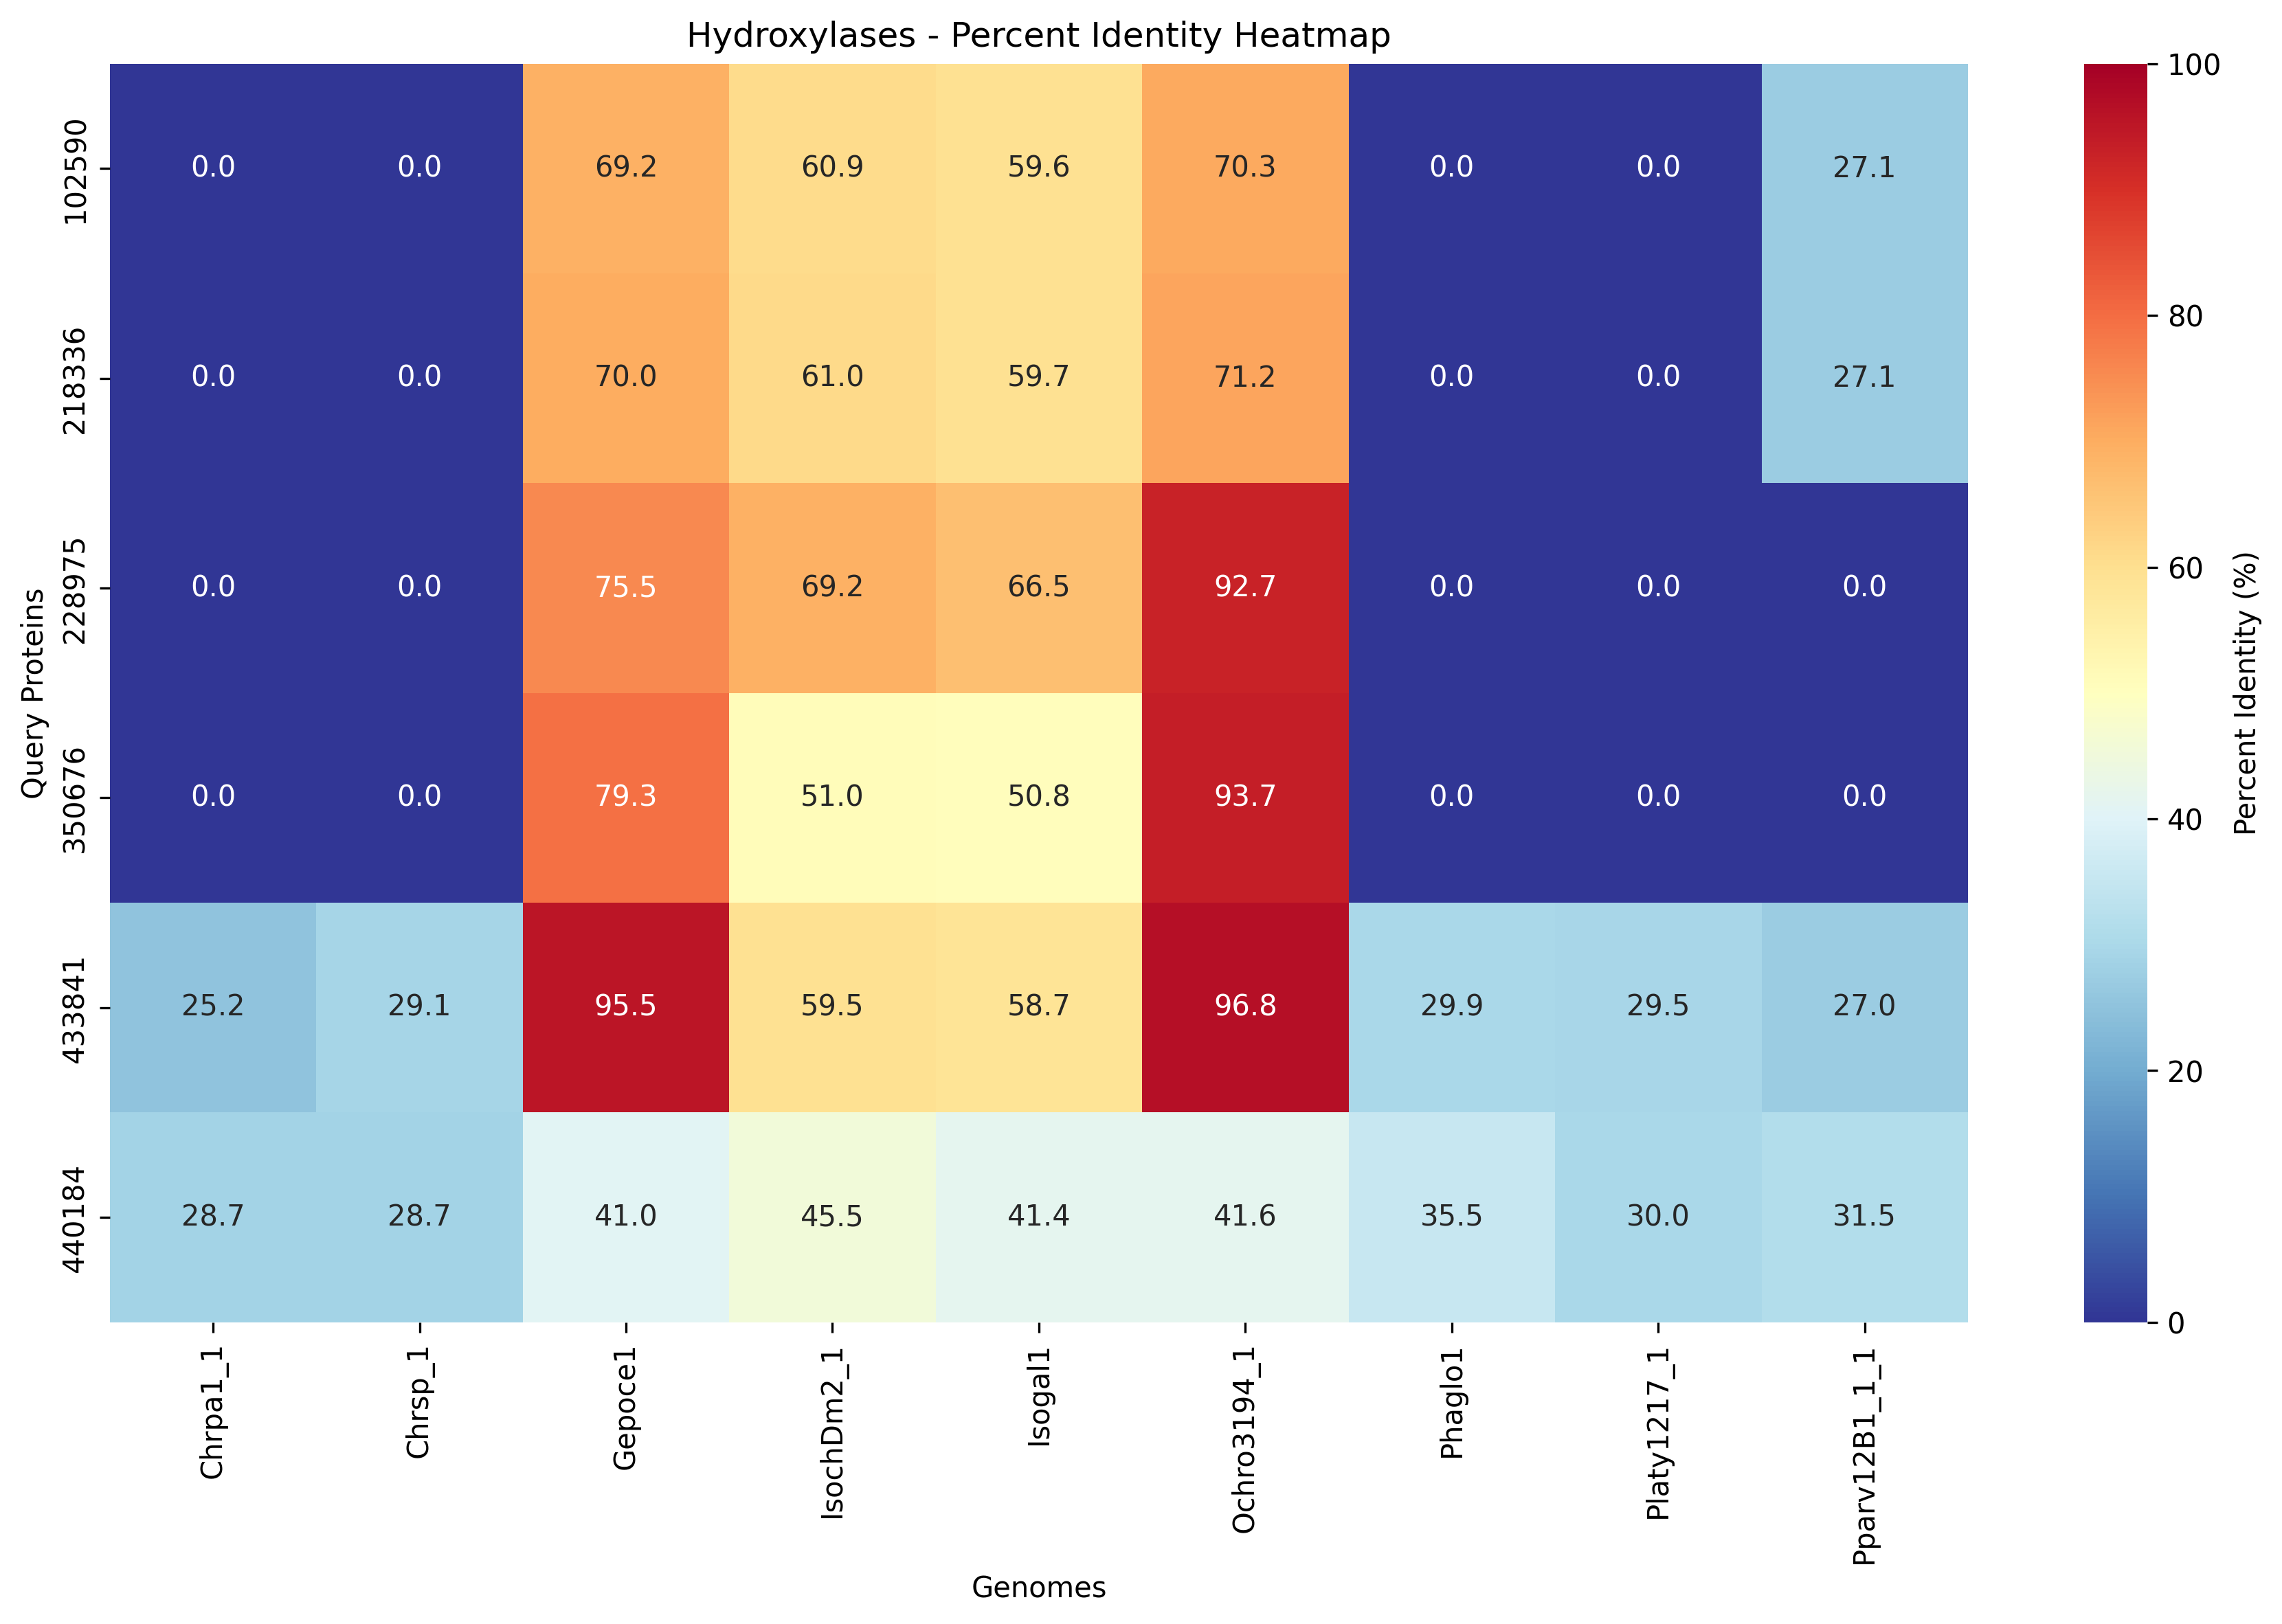 Hydroxylases - Percent Identity Heatmap
Query Proteins
102590
0.0 0.0 69.2 60.9 59.6 70.3 0.0 0.0 27.1
218336
0.0 0.0 70.0 61.0 59.7 71.2 0.0 0.0 27.1
228975
0.0 0.0 75.5 69.2 66.5 92.7 0.0 0.0 0.0
350676
0.0 0.0 79.3 51.0 50.8 93.7 0.0 0.0 0.0
433841
25.2 29.1 95.5 59.5 58.7 96.8 29.9 29.5 27.0
440184
28.7 28.7 41.0 45.5 41.4 41.6 35.5 30.0 31.5
Chrpa1_1
Chrsp_1
Gepoce1
IsochDm2_1
Isogal1
Ochro3194_1
Phaglo1
Platy1217_1
Pparv12B1_1_1
Genomes
100
80
60
40
20
0
Percent Identity (%)